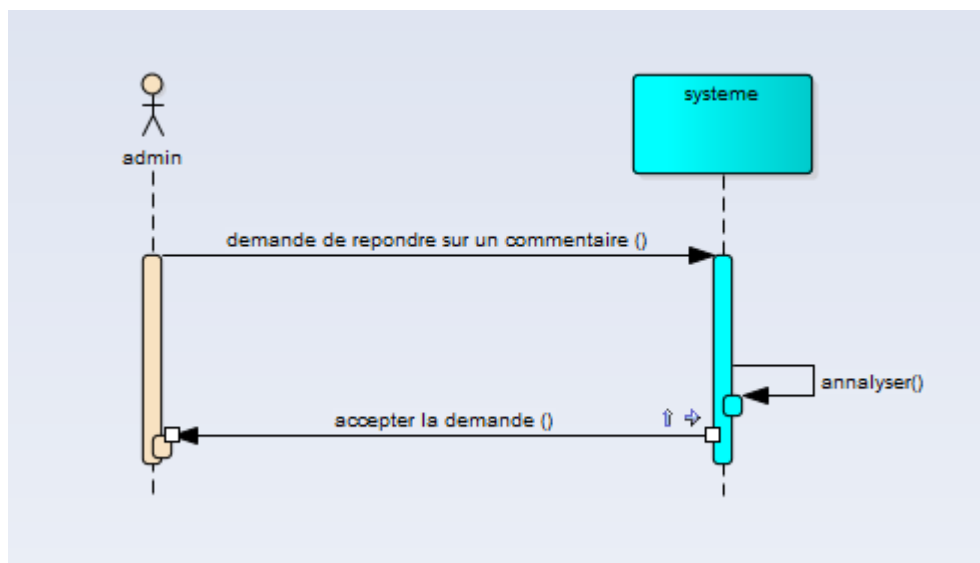 systeme
admin
demande de repondre sur un commentaire ()
annalyser()
accepter la demande ()